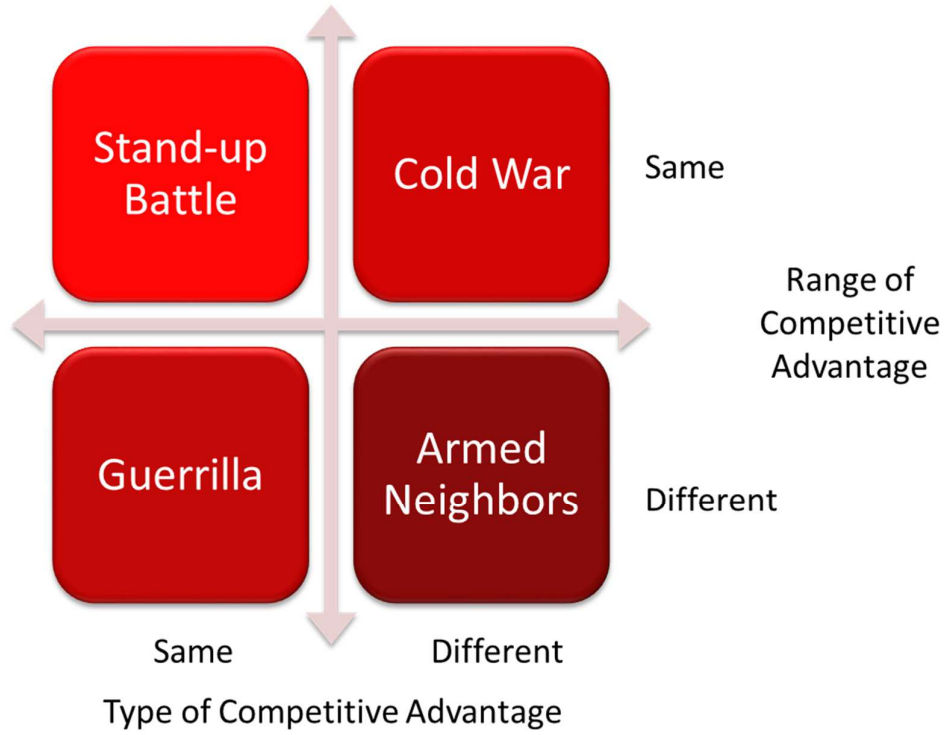 Stand-up
Battle
Cold War
Same
Range of
Competitive
Advantage
Guerrilla
Armed
Neighbors
Different
Same
Different
Type of Competitive Advantage